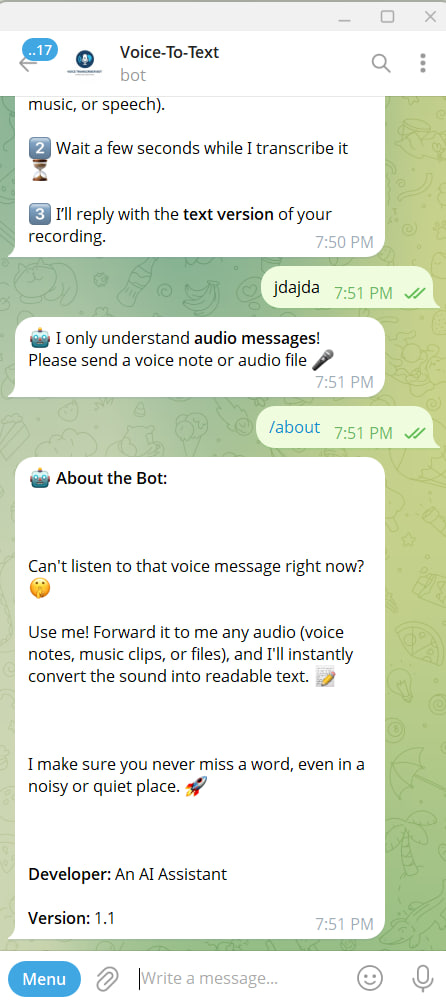 ..17
Voice-To-Text
bot
music, or speech).
2 Wait a few seconds while I transcribe it
⏳
3 I'll reply with the text version of your
recording.
7:50 PM
jdajda
7:51 PM
🤖 I only understand audio messages!
Please send a voice note or audio file 🎤
7:51 PM
/about
7:51 PM
🤖 About the Bot:
Can't listen to that voice message right now?
🤫
Use me! Forward it to me any audio (voice
notes, music clips, or files), and I'll instantly
convert the sound into readable text. 📝
I make sure you never miss a word, even in a
noisy or quiet place. 🚀
Developer: An AI Assistant
Version: 1.1
7:51 PM
Menu
Write a message...